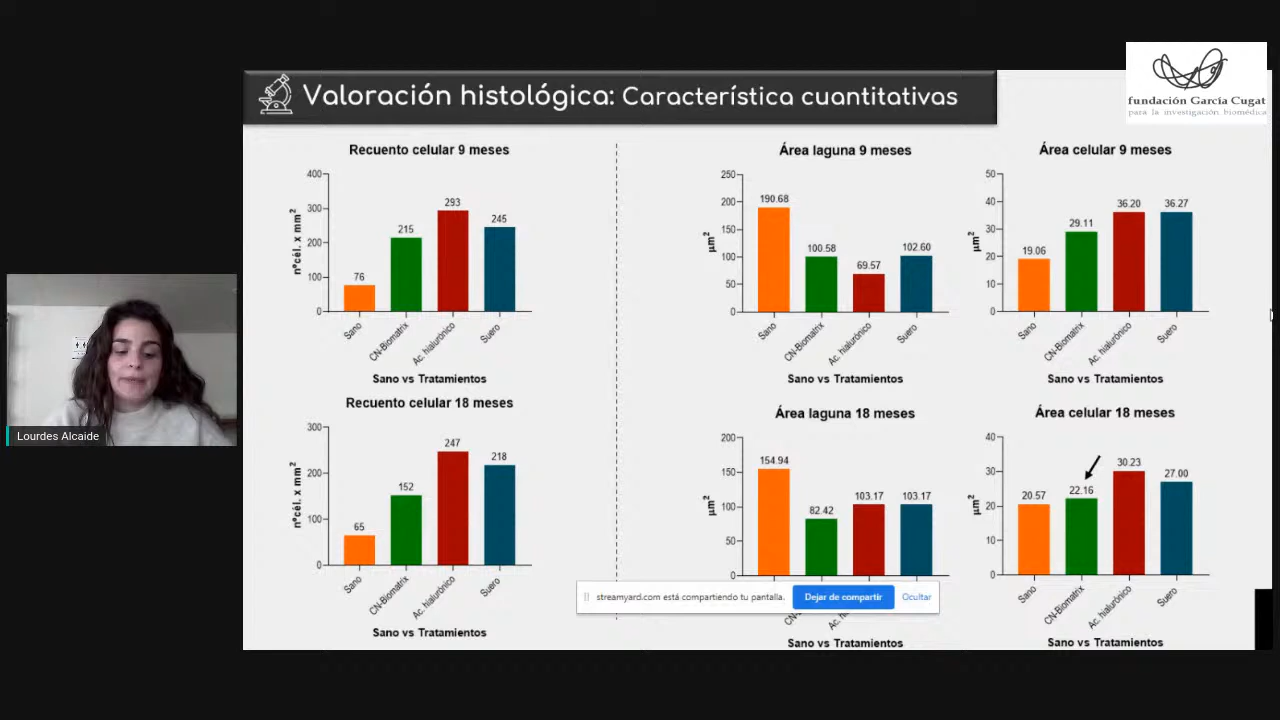 Valoración histológica: Característica cuantitativas
fundación García Cugat
para la investigación biomédica
Recuento celular 9 meses
nºcél. x mm²
400
300
200
100
0
76
215
293
245
Sano
CN-Biomatrix
Ac. hialurónico
Suero
Sano vs Tratamientos
Área laguna 9 meses
µm²
250
200
150
100
50
0
190.68
100.58
69.57
102.60
Sano
CN-Biomatrix
Ac. hialurónico
Suero
Sano vs Tratamientos
Área celular 9 meses
µm²
50
40
30
20
10
0
19.06
29.11
36.20
36.27
Sano
CN-Biomatrix
Ac. hialurónico
Suero
Sano vs Tratamientos
Recuento celular 18 meses
nºcél. x mm²
300
200
100
0
65
152
247
218
Sano
CN-Biomatrix
Ac. hialurónico
Suero
Sano vs Tratamientos
Área laguna 18 meses
µm²
200
150
100
50
0
154.94
82.42
103.17
103.17
Sano vs Tratamientos
Área celular 18 meses
µm²
40
30
20
10
0
20.57
22.16
30.23
27.00
Sano
CN-Biomatrix
Ac. hialurónico
Suero
Sano vs Tratamientos
streamyard.com está compartiendo tu pantalla.
Dejar de compartir
Ocultar
Lourdes Alcaide